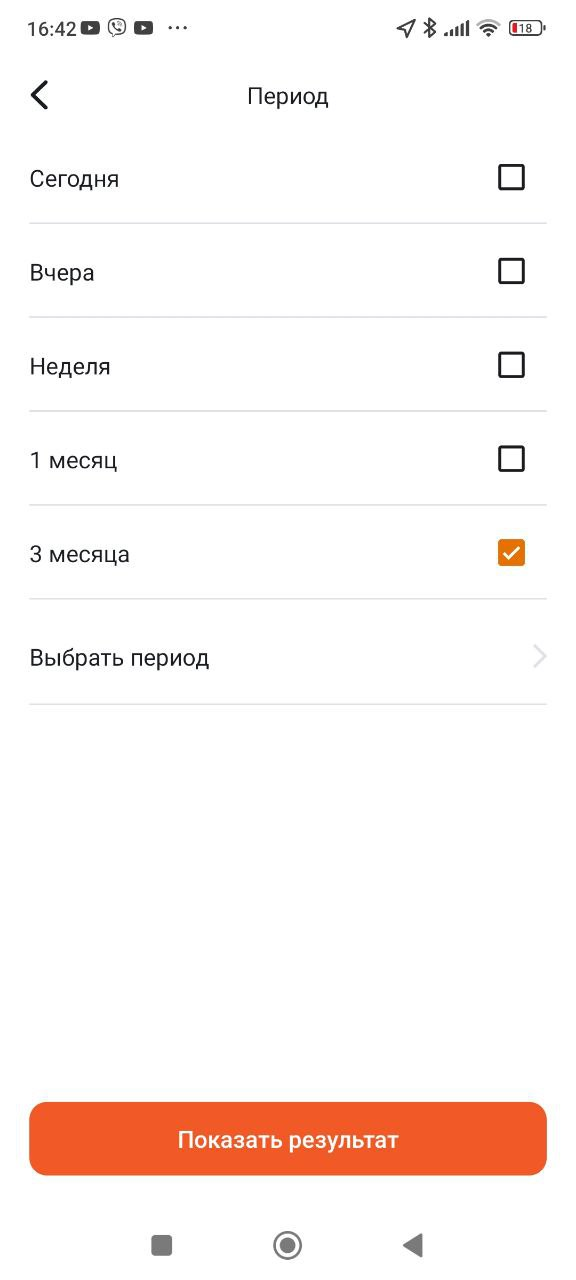 16:42
18
Период
Сегодня
Вчера
Неделя
1 месяц
3 месяца
Выбрать период
Показать результат